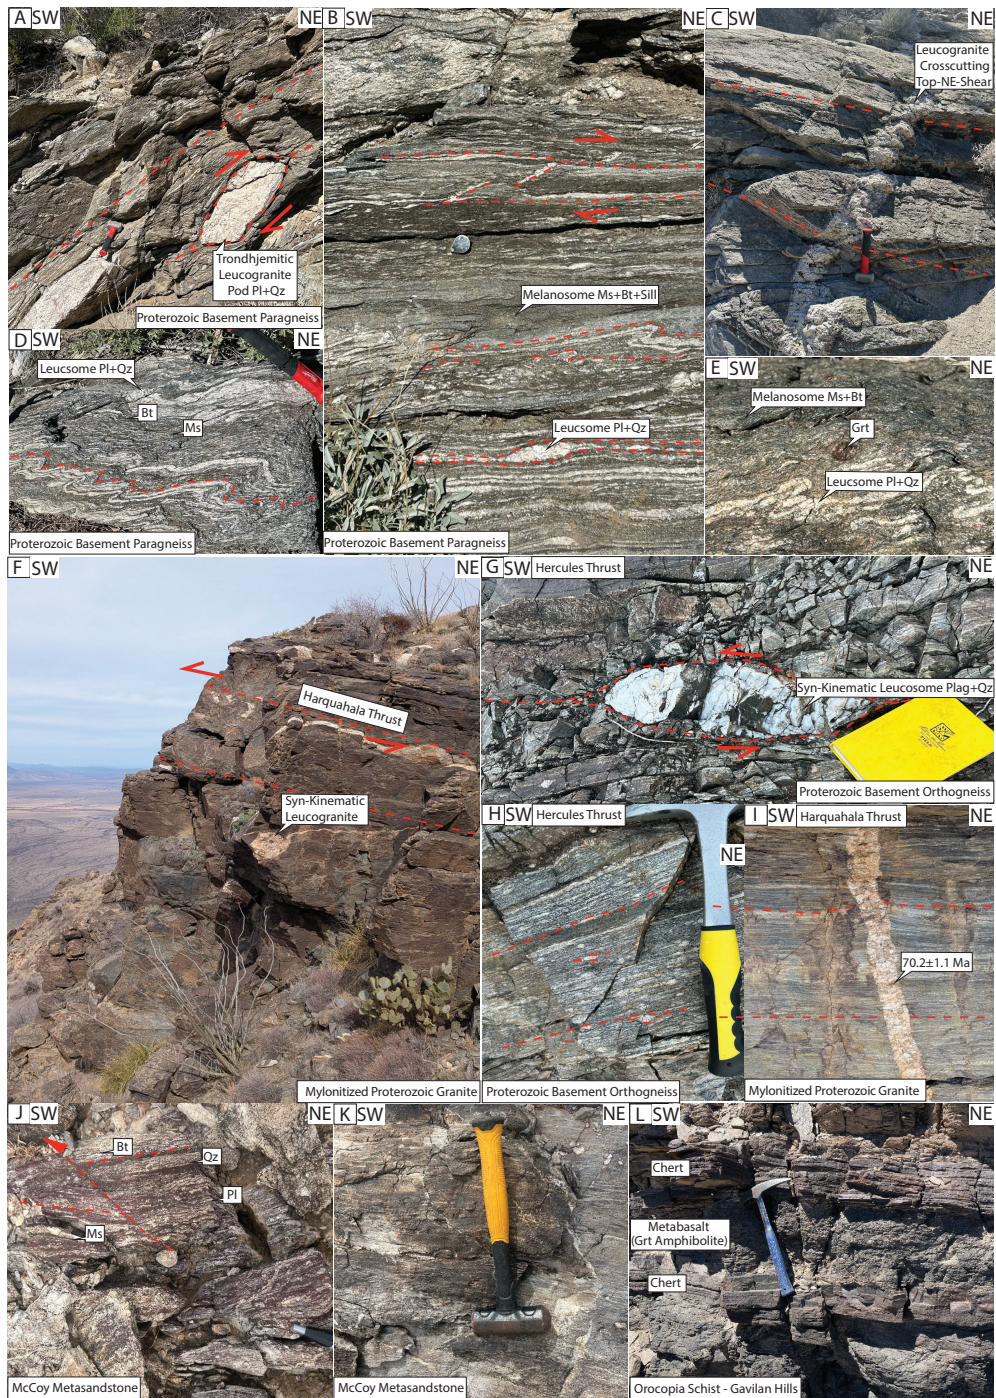 A SW
NE
Trondhjemitic
Leucogranite
Pod Pl+Qz
Proterozoic Basement Paragneiss
B SW
NE
Melanosome Ms+Bt+Sill
Leucsome Pl+Qz
Proterozoic Basement Paragneiss
C SW
NE
Leucogranite
Crosscutting
Top-NE-Shear
D SW
NE
Leucsome Pl+Qz
Bt
Ms
Proterozoic Basement Paragneiss
E SW
NE
Melanosome Ms+Bt
Grt
Leucsome Pl+Qz
F SW
NE
Harquahala Thrust
Syn-Kinematic
Leucogranite
Mylonitized Proterozoic Granite
G SW Hercules Thrust
NE
Syn-Kinematic Leucosome Plag+Qz
Proterozoic Basement Orthogneiss
H SW Hercules Thrust
NE
Proterozoic Basement Orthogneiss
I SW Harquahala Thrust
NE
70.2±1.1 Ma
Mylonitized Proterozoic Granite
J SW
NE
Bt
Qz
Pl
Ms
McCoy Metasandstone
K SW
NE
McCoy Metasandstone
L SW
NE
Chert
Metabasalt
(Grt Amphibolite)
Chert
Orocopia Schist - Gavilan Hills